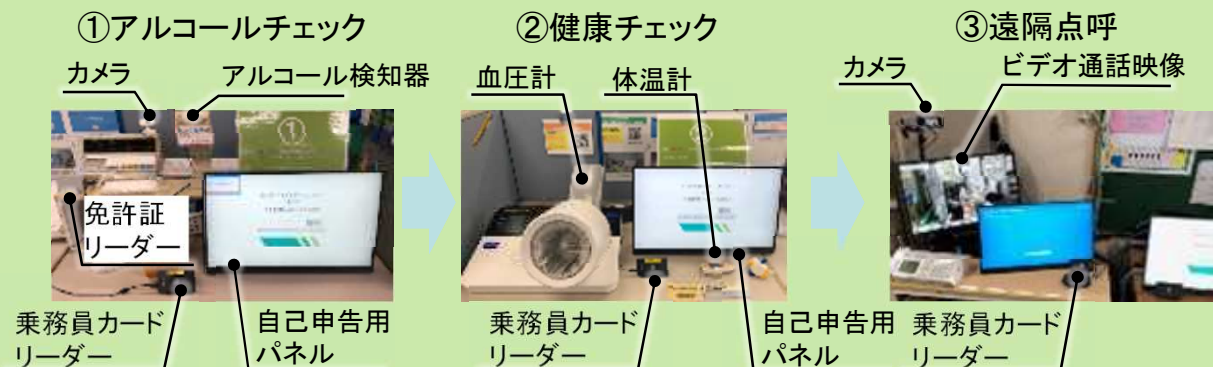 ①アルコールチェック
カメラ
アルコール検知器
免許証
リーダー
乗務員カード
リーダー
自己申告用
パネル
②健康チェック
血圧計
体温計
乗務員カード
リーダー
自己申告用
パネル
③遠隔点呼
カメラ
ビデオ通話映像
乗務員カード
リーダー